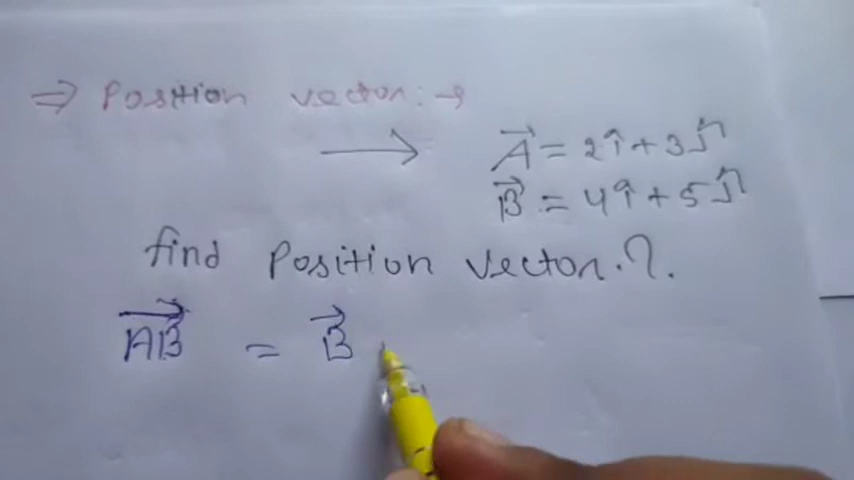 ⇒ Position vector:→
→ A⃗ = 2î + 3ĵ
B⃗ = 4î + 5ĵ
find Position vector.?.
AB⃗ = B⃗